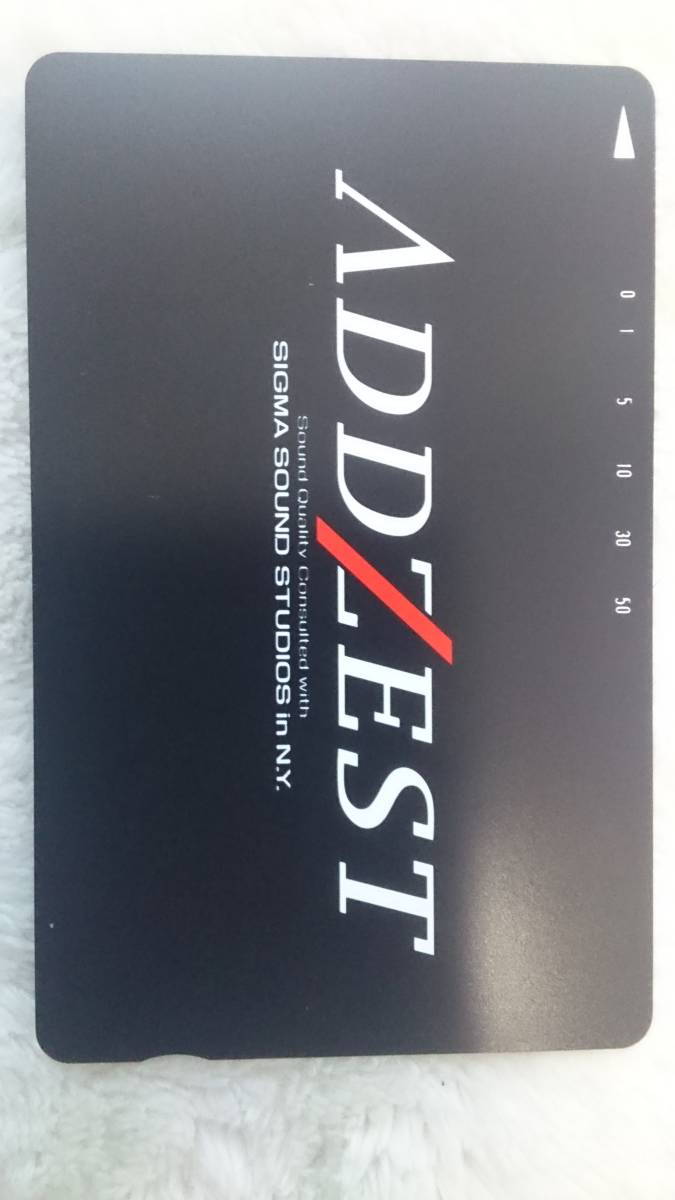 0 1 5 10 30 50
ADDZEST
Sound Quality Consulted with
SIGMA SOUND STUDIOS in N.Y.